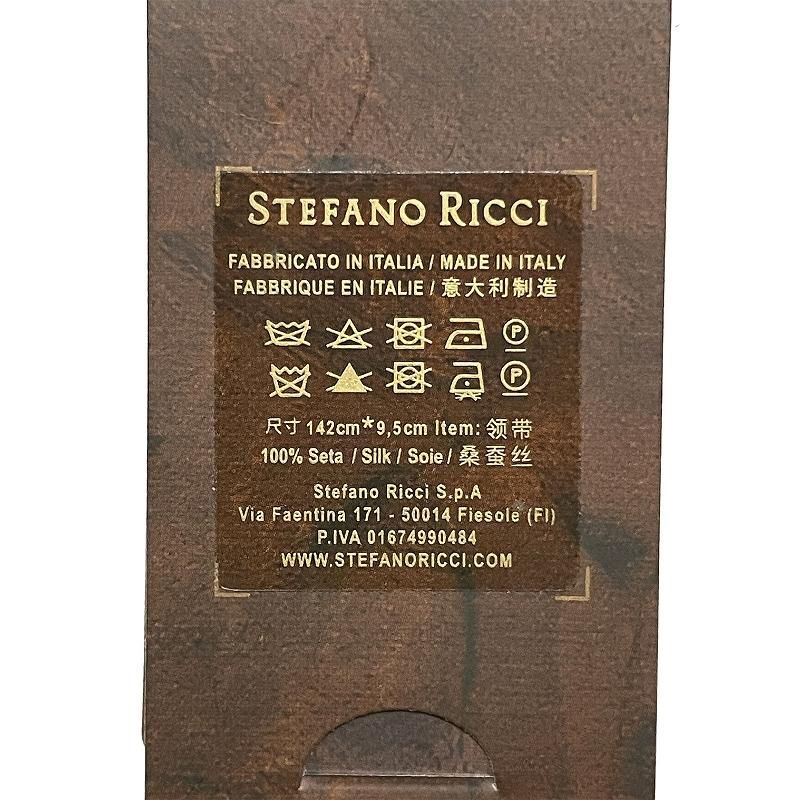 STEFANO RICCI
FABBRICATO IN ITALIA / MADE IN ITALY
FABBRIQUE EN ITALIE / 意大利制造
P
P
尺寸 142cm*9,5cm Item: 领带
100% Seta / Silk / Soie / 桑蚕丝
Stefano Ricci S.p.A
Via Faentina 171 - 50014 Fiesole (FI)
P.IVA 01674990484
WWW.STEFANORICCI.COM